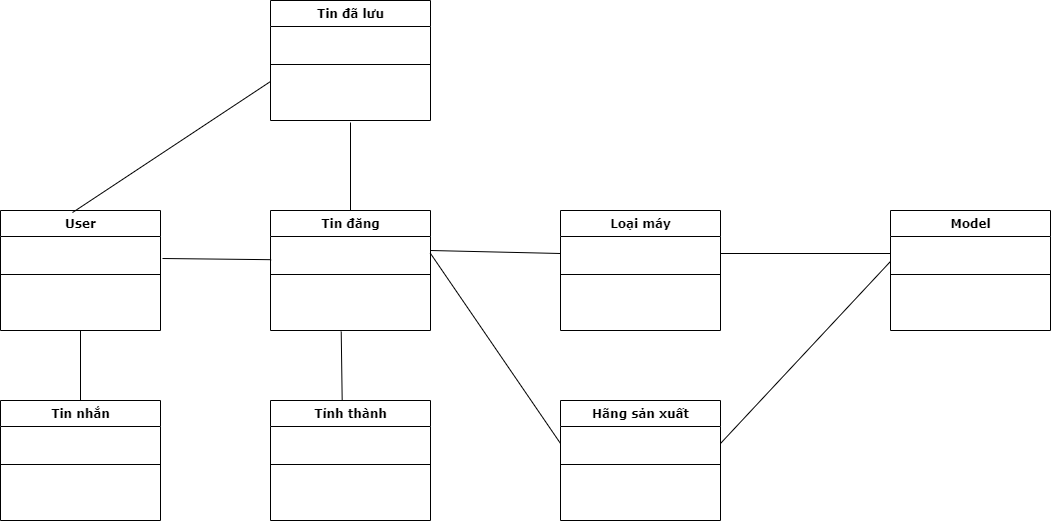 Tin đã lưu
User
Tin đăng
Loại máy
Model
Tin nhắn
Tỉnh thành
Hãng sản xuất